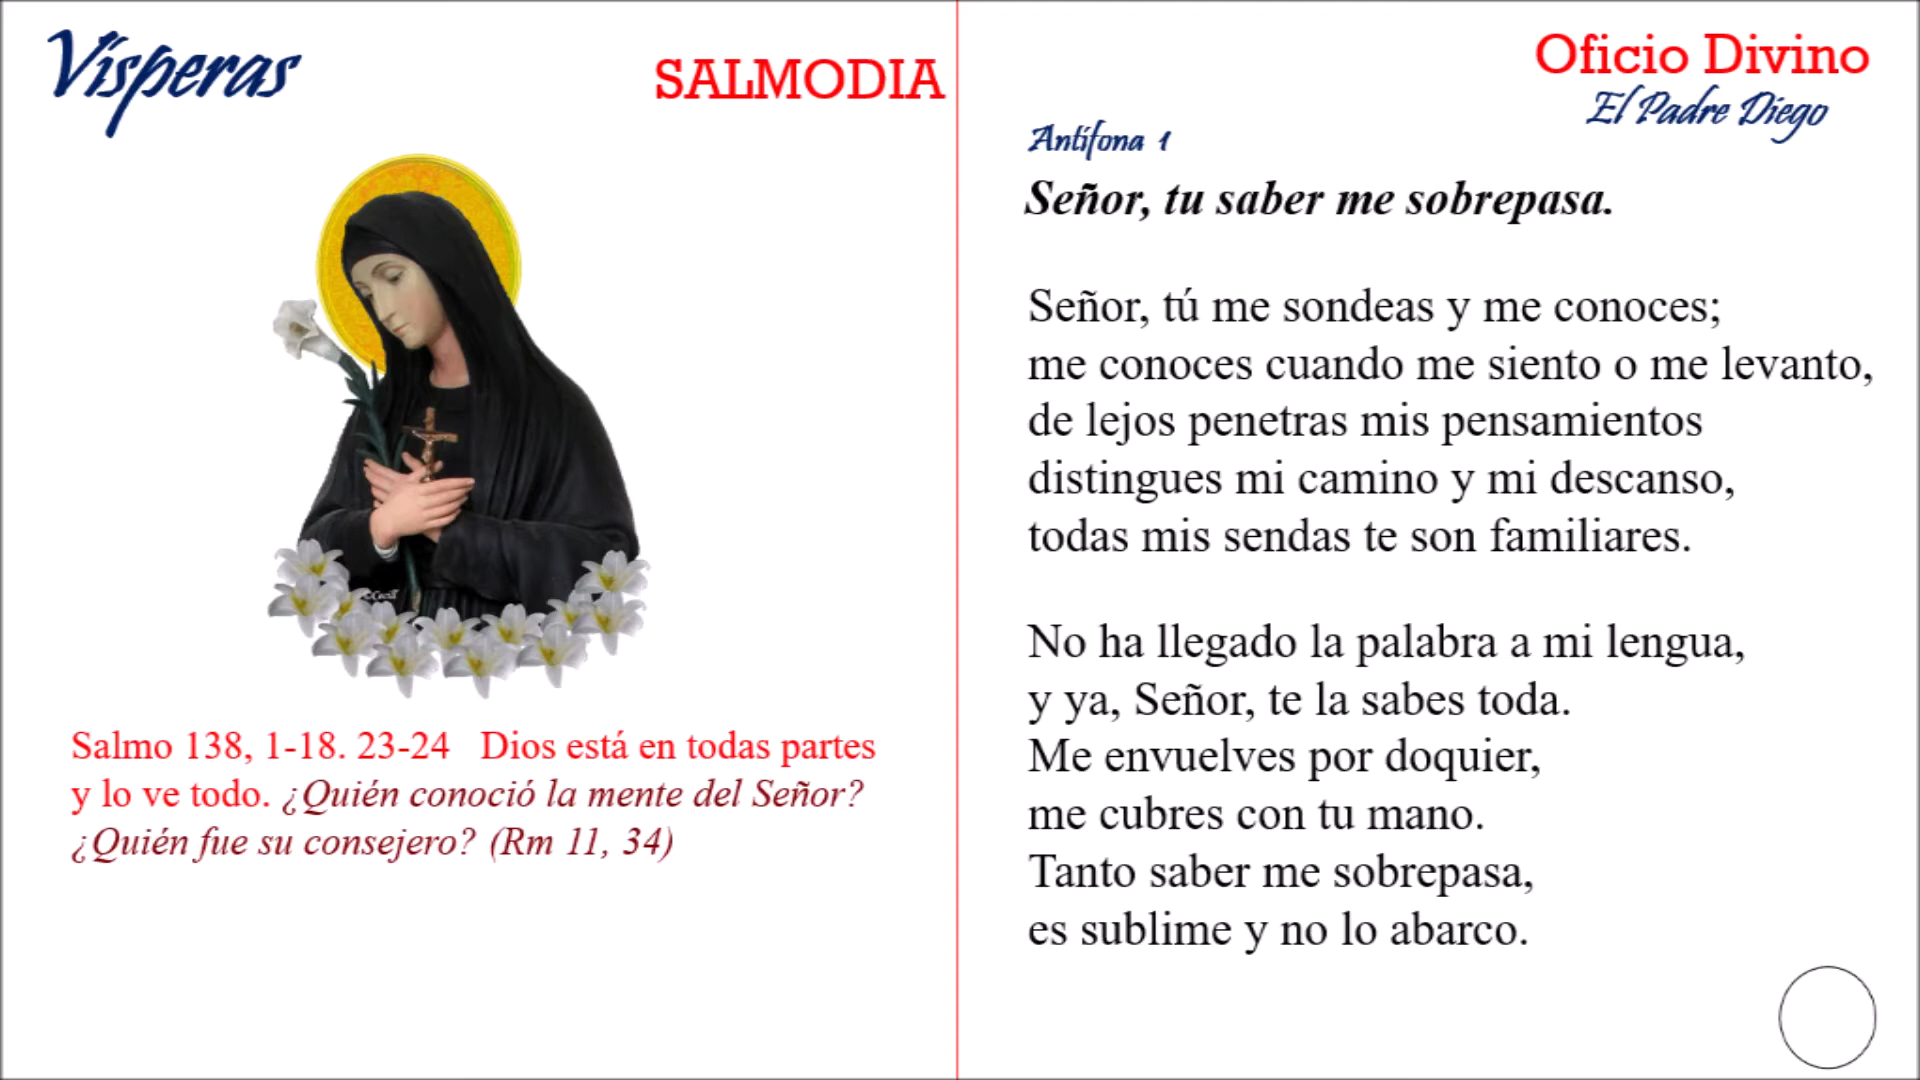 Vísperas
SALMODIA
Salmo 138, 1-18. 23-24 Dios está en todas partes
y lo ve todo. ¿Quién conoció la mente del Señor?
¿Quién fue su consejero? (Rm 11, 34)
Oficio Divino
El Padre Diego
Antífona 1
Señor, tu saber me sobrepasa.
Señor, tú me sondeas y me conoces;
me conoces cuando me siento o me levanto,
de lejos penetras mis pensamientos
distingues mi camino y mi descanso,
todas mis sendas te son familiares.
No ha llegado la palabra a mi lengua,
y ya, Señor, te la sabes toda.
Me envuelves por doquier,
me cubres con tu mano.
Tanto saber me sobrepasa,
es sublime y no lo abarco.